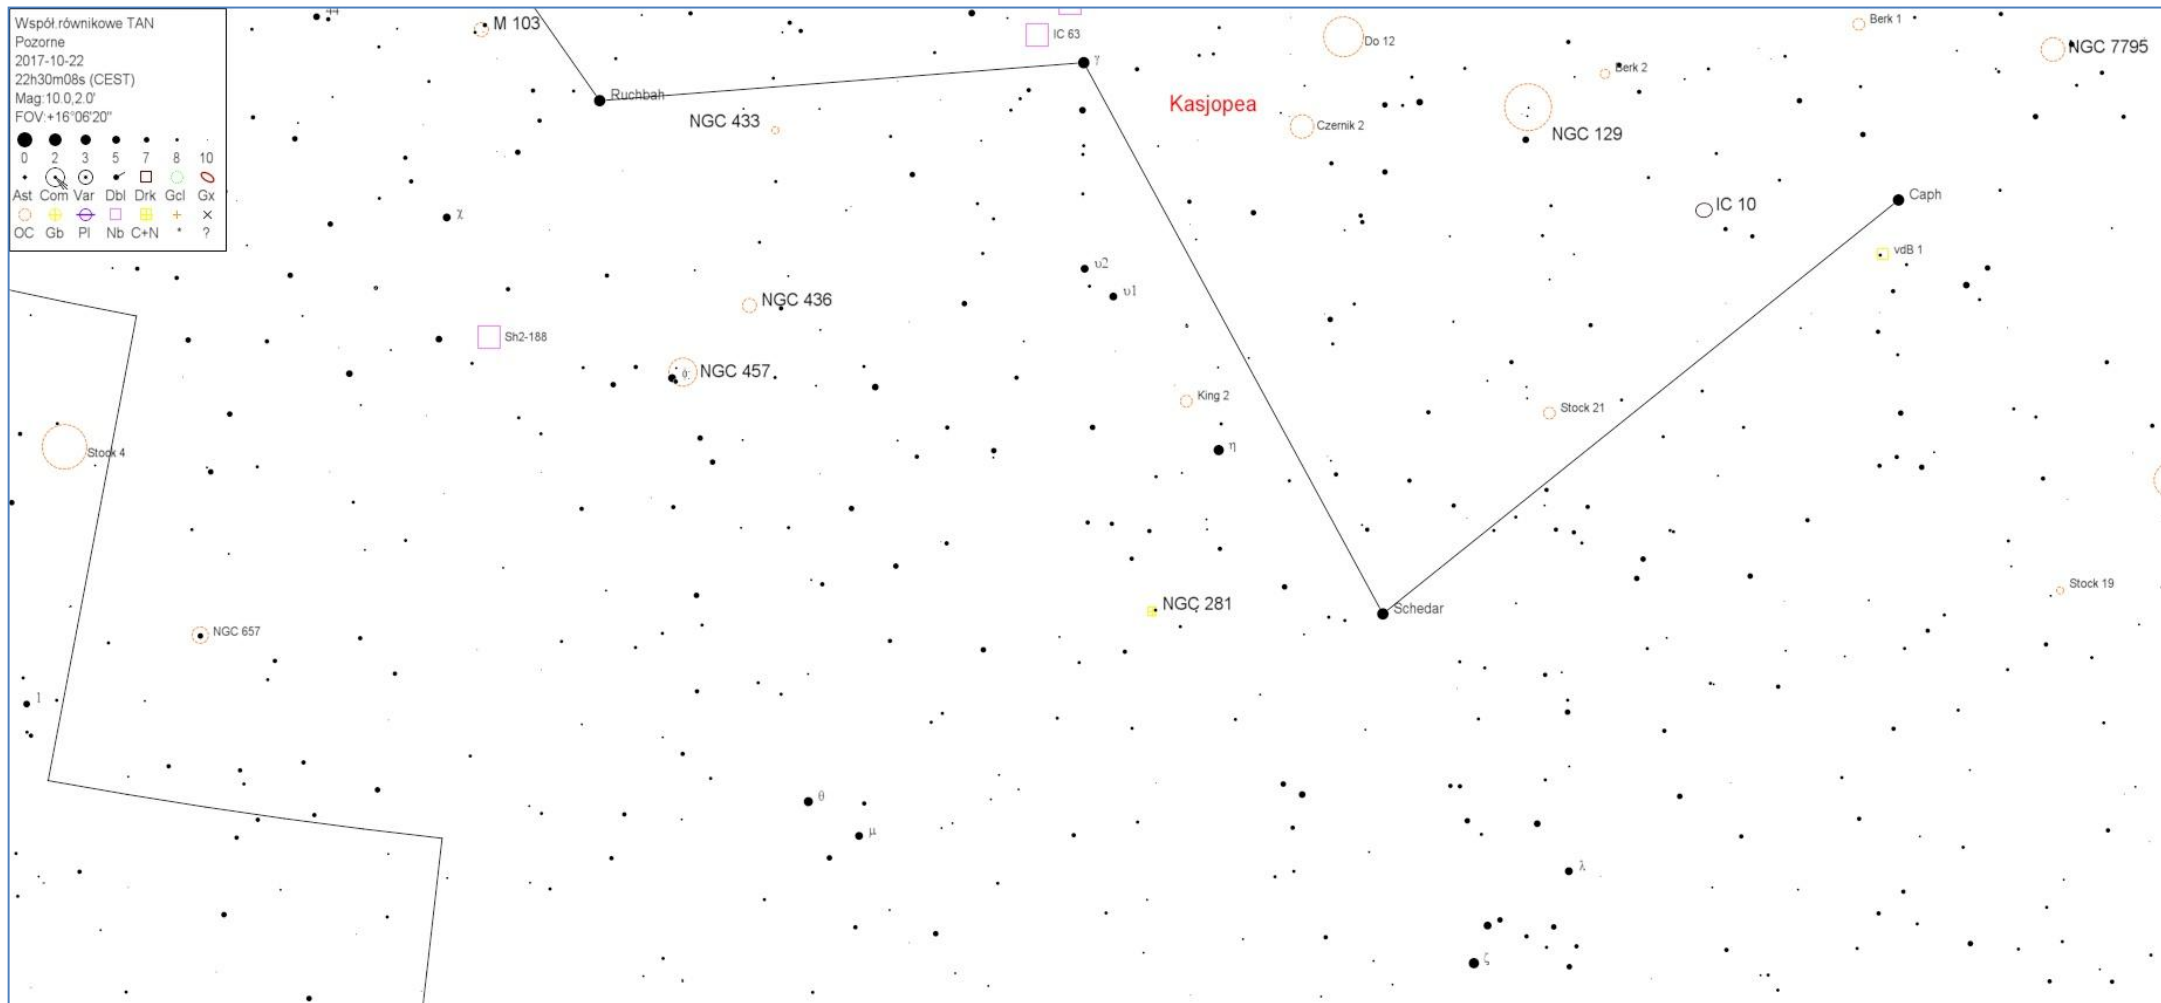 Współ.równikowe TAN
Pozorne
2017-10-22
22h30m08s (CEST)
Mag:10.0,2.0'
FOV:+16°06'20"
0 2 3 5 7 8 10
Ast Com Var Dbl Drk Gcl Gx
OC Gb Pl Nb C+N * ?
M 103
IC 63
γ
Do 12
Berk 1
NGC 7795
Berk 2
Ruchbah
Kasjopea
NGC 433
Czernik 2
NGC 129
Caph
IC 10
χ
vdB 1
υ2
υ1
NGC 436
Sh2-188
NGC 457
φ
King 2
Stock 21
η
Stock 4
Stock 19
NGC 281
Schedar
NGC 657
1
θ
μ
λ
ζ